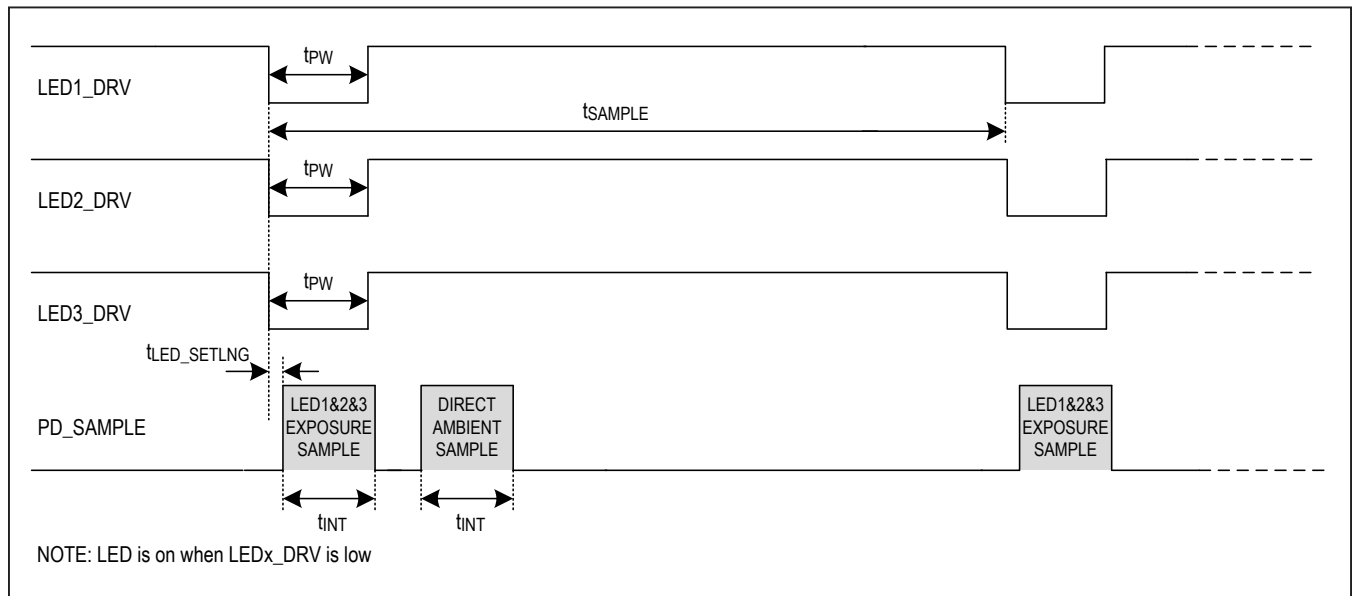 tPW
LED1_DRV
tSAMPLE
tPW
LED2_DRV
tPW
LED3_DRV
tLED_SETLNG
LED1&2&3
EXPOSURE
SAMPLE
DIRECT
AMBIENT
SAMPLE
LED1&2&3
EXPOSURE
SAMPLE
PD_SAMPLE
tINT
tINT
NOTE: LED is on when LEDx_DRV is low